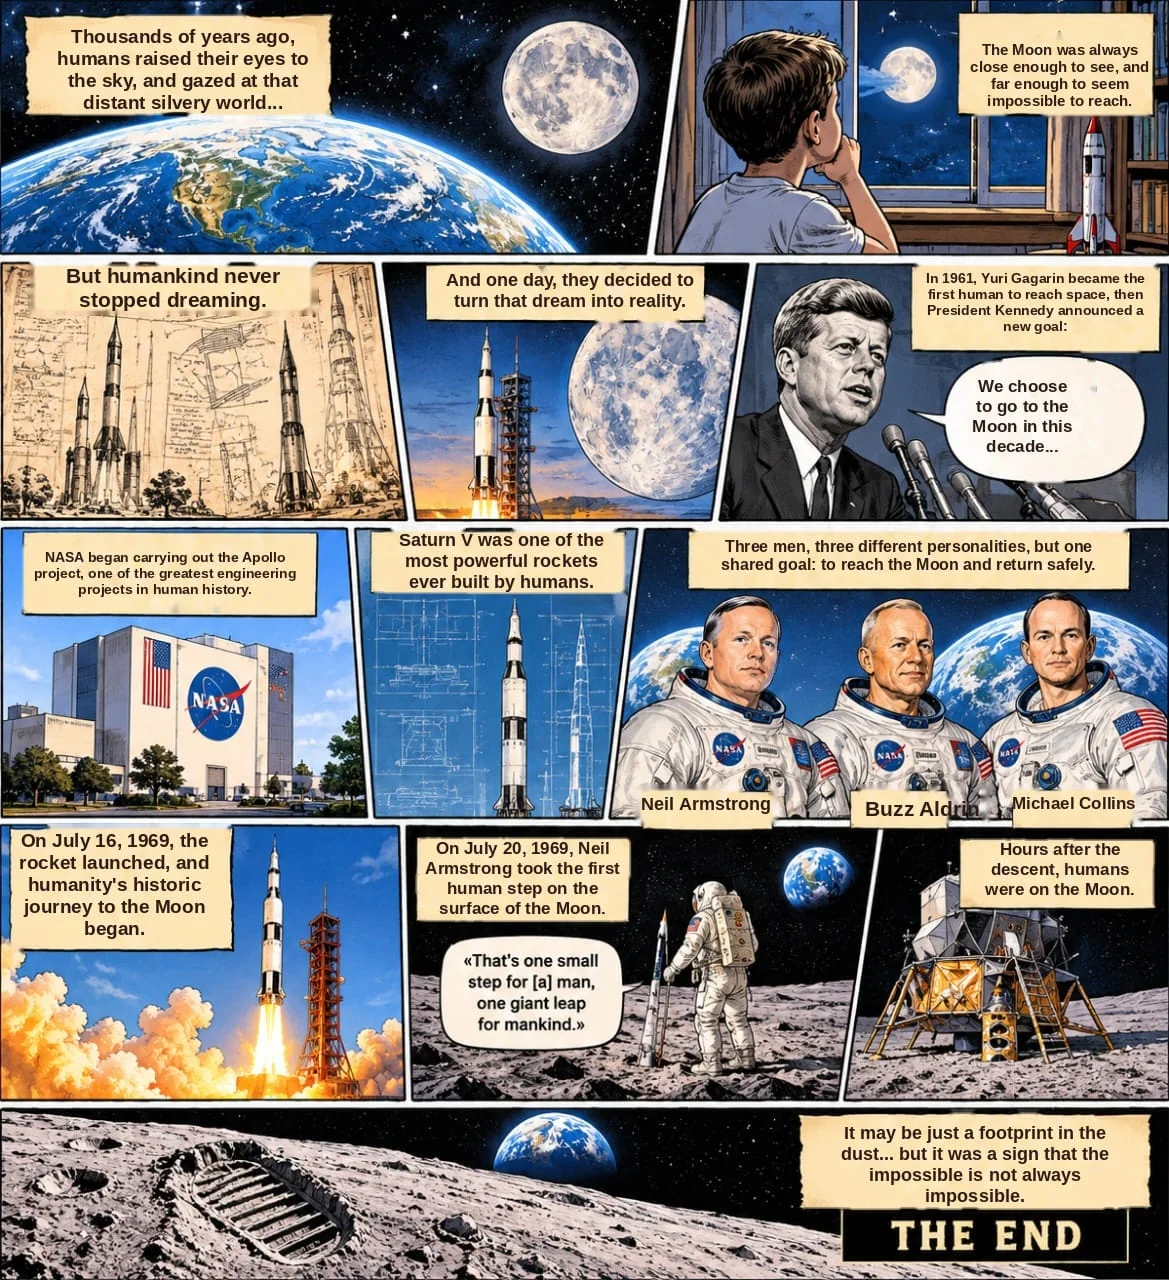 Thousands of years ago,
humans raised their eyes to
the sky, and gazed at that
distant silvery world...
The Moon was always
close enough to see, and
far enough to seem
impossible to reach.
But humankind never
stopped dreaming.
And one day, they decided to
turn that dream into reality.
In 1961, Yuri Gagarin became the
first human to reach space, then
President Kennedy announced a
new goal:
We choose
to go to the
Moon in this
decade...
NASA began carrying out the Apollo
project, one of the greatest engineering
projects in human history.
NASA
Saturn V was one of the
most powerful rockets
ever built by humans.
Three men, three different personalities, but one
shared goal: to reach the Moon and return safely.
NASA
NASA
NASA
Neil Armstrong
Buzz Aldrin
Michael Collins
On July 16, 1969, the
rocket launched, and
humanity's historic
journey to the Moon
began.
On July 20, 1969, Neil
Armstrong took the first
human step on the
surface of the Moon.
«That's one small
step for [a] man,
one giant leap
for mankind.»
Hours after the
descent, humans
were on the Moon.
It may be just a footprint in the
dust... but it was a sign that the
impossible is not always
impossible.
THE END